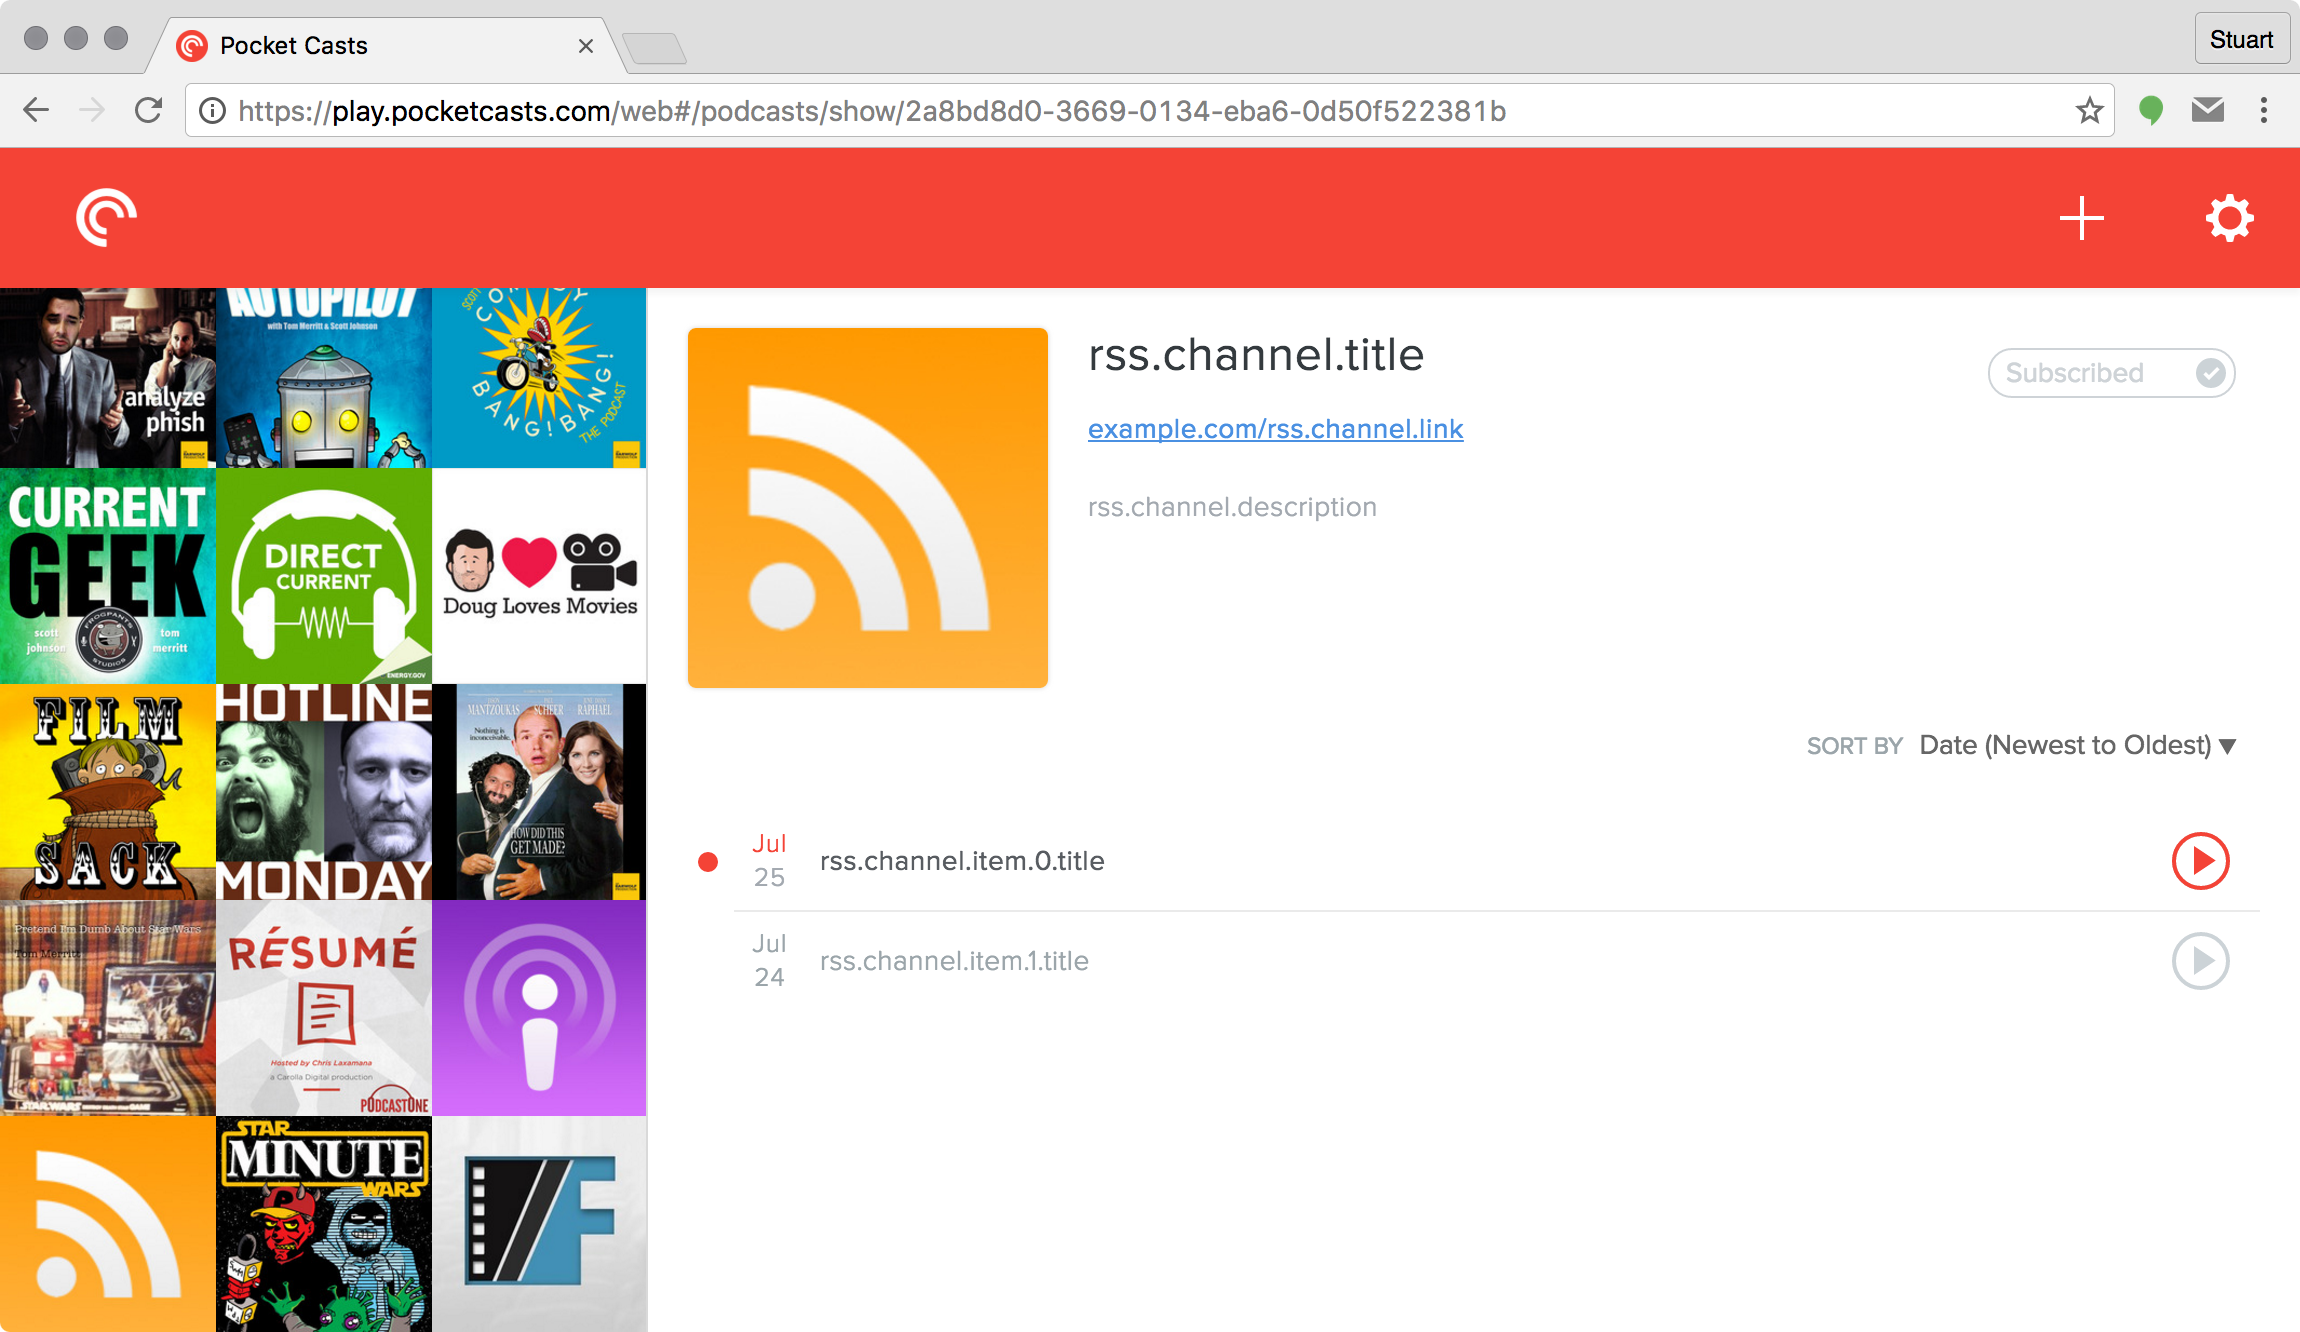 Pocket Casts
Stuart
https://play.pocketcasts.com/web#/podcasts/show/2a8bd8d0-3669-0134-eba6-0d50f522381b
analyze
phish
AUTOPILOT
with Tom Merritt & Scott Johnson
SCOTT
BANG! BANG!
THE PODCAST
CURRENT
GEEK
scott
johnson
tom
merritt
FROGPANTS
STUDIOS
DIRECT
CURRENT
ENERGY.GOV
Doug Loves Movies
FILM
SACK
HOTLINE
MONDAY
MANTZOUKAS
SCHEER
RAPHAEL
Nothing is
inconceivable.
HOW DID THIS
GET MADE?
Pretend I'm Dumb About Star Wars
Tom Merritt
STAR WARS
RÉSUMÉ
Hosted by Chris Laxamana
a Carolla Digital production
PODCASTONE
STAR
MINUTE
WARS
F
rss.channel.title
Subscribed
example.com/rss.channel.link
rss.channel.description
SORT BY Date (Newest to Oldest) ▼
Jul
25
rss.channel.item.0.title
Jul
24
rss.channel.item.1.title